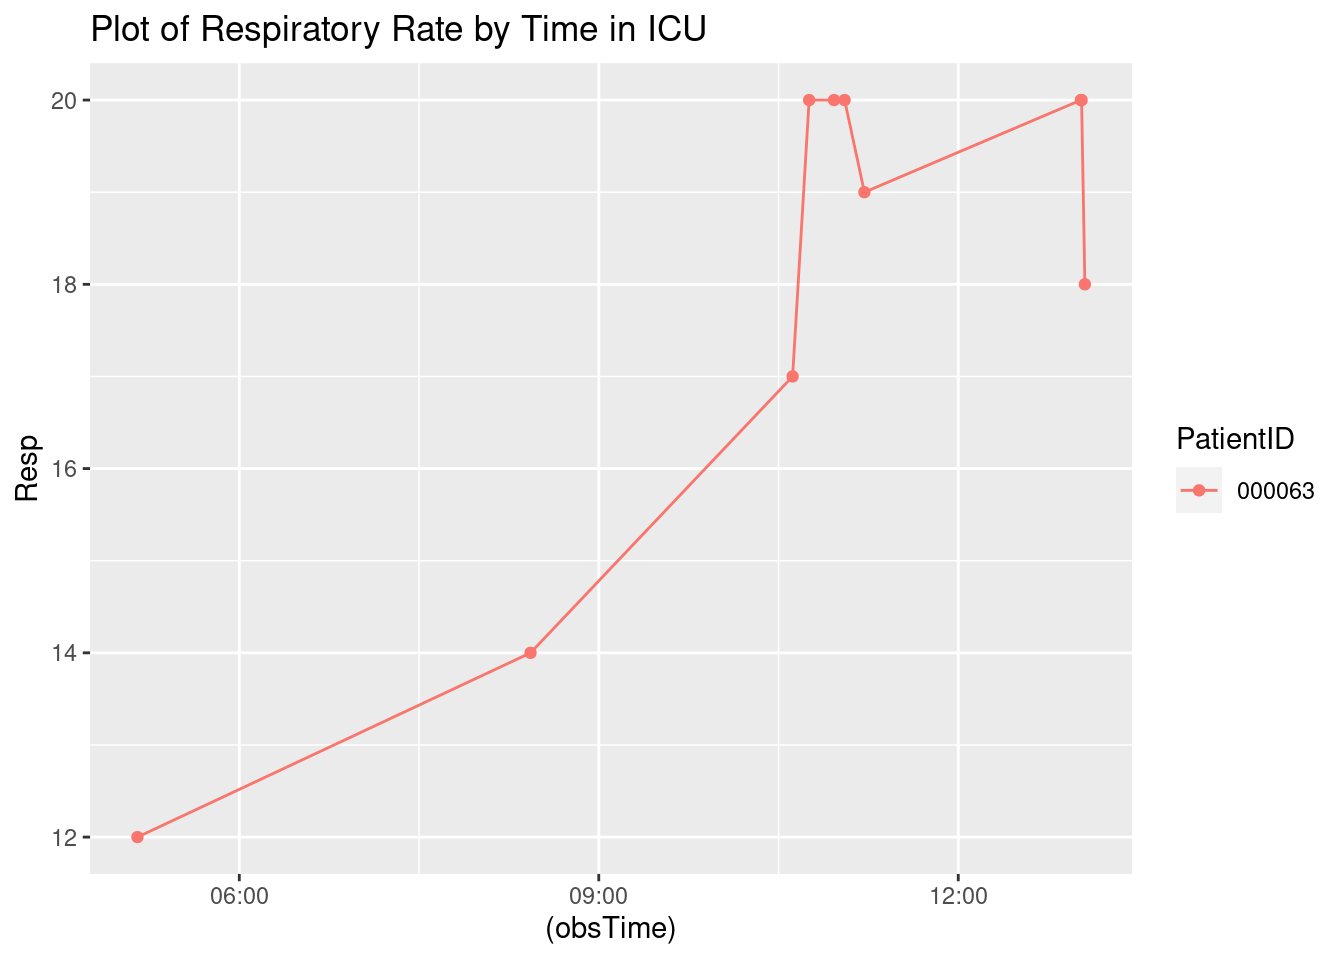 Plot of Respiratory Rate by Time in ICU
20
18
16
14
12
Resp
06:00
09:00
12:00
(obsTime)
PatientID
000063